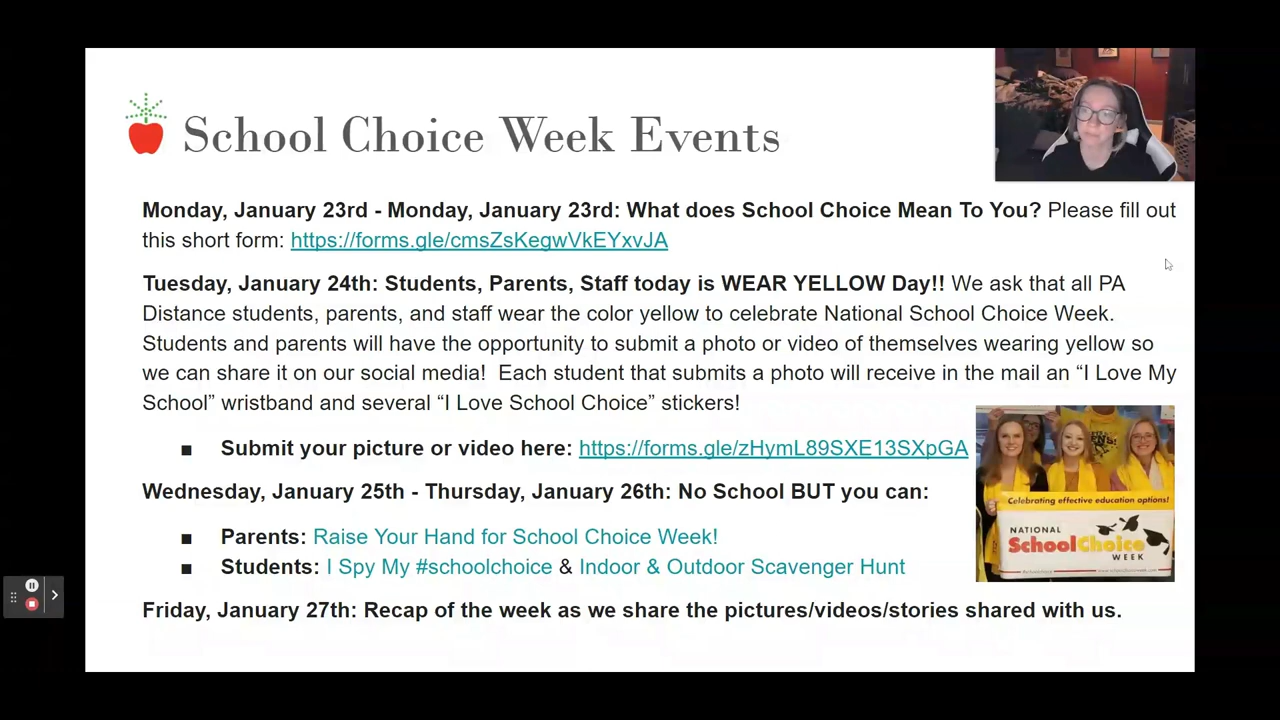 School Choice Week Events
Monday, January 23rd - Monday, January 23rd: What does School Choice Mean To You? Please fill out
this short form: https://forms.gle/cmsZsKegwVkEYxvJA
Tuesday, January 24th: Students, Parents, Staff today is WEAR YELLOW Day!! We ask that all PA
Distance students, parents, and staff wear the color yellow to celebrate National School Choice Week.
Students and parents will have the opportunity to submit a photo or video of themselves wearing yellow so
we can share it on our social media!  Each student that submits a photo will receive in the mail an “I Love My
School” wristband and several “I Love School Choice” stickers!
■ Submit your picture or video here: https://forms.gle/zHymL89SXE13SXpGA
Wednesday, January 25th - Thursday, January 26th: No School BUT you can:
■ Parents: Raise Your Hand for School Choice Week!
■ Students: I Spy My #schoolchoice & Indoor & Outdoor Scavenger Hunt
Friday, January 27th: Recap of the week as we share the pictures/videos/stories shared with us.
Celebrating effective education options!
NATIONAL
SchoolChoice
WEEK